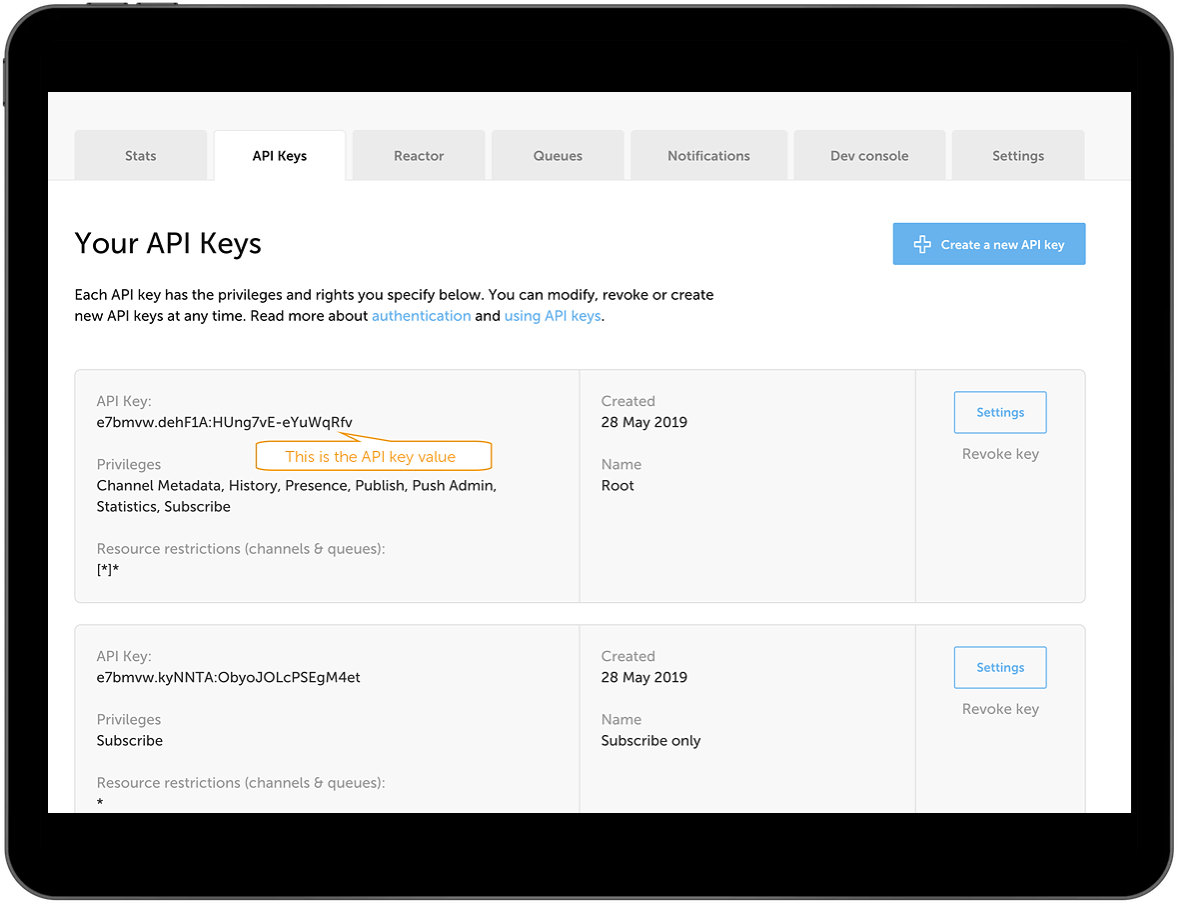 Stats
API Keys
Reactor
Queues
Notifications
Dev console
Settings
Your API Keys
Create a new API key
Each API key has the privileges and rights you specify below. You can modify, revoke or create
new API keys at any time. Read more about authentication and using API keys.
API Key:
e7bmvw.dehF1A:HUng7vE-eYuWqRfv
This is the API key value
Privileges
Channel Metadata, History, Presence, Publish, Push Admin,
Statistics, Subscribe
Resource restrictions (channels & queues):
[*]*
Created
28 May 2019
Name
Root
Settings
Revoke key
API Key:
e7bmvw.kyNNTA:ObyoJOLcPSEgM4et
Privileges
Subscribe
Resource restrictions (channels & queues):
*
Created
28 May 2019
Name
Subscribe only
Settings
Revoke key